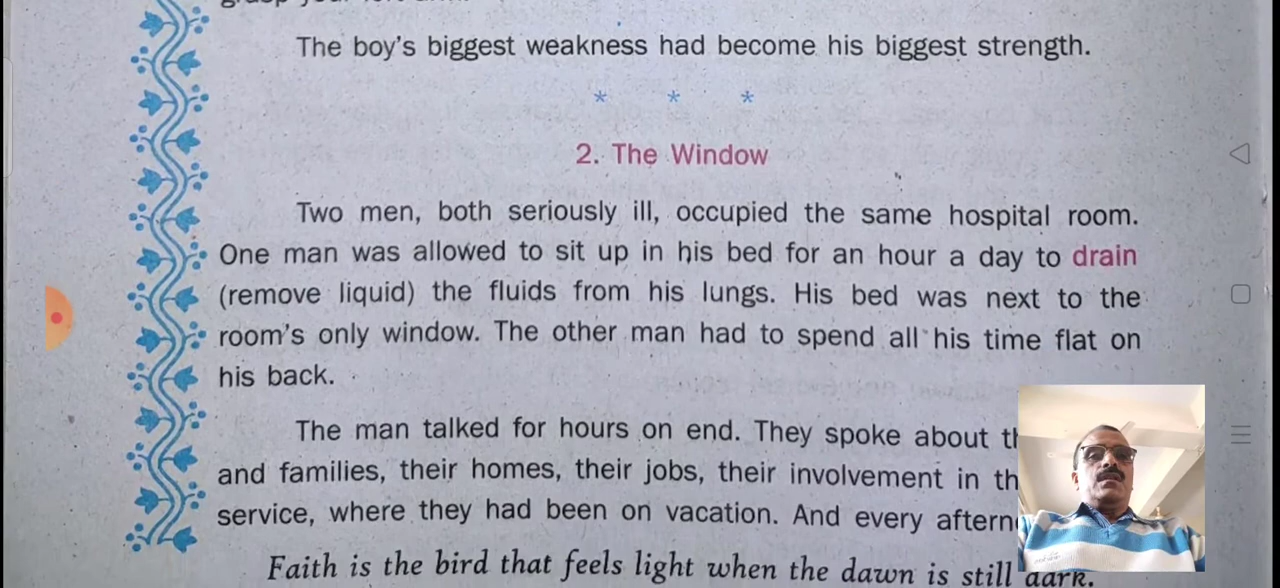 The boy's biggest weakness had become his biggest strength.
* * *
2. The Window
Two men, both seriously ill, occupied the same hospital room.
One man was allowed to sit up in his bed for an hour a day to drain
(remove liquid) the fluids from his lungs. His bed was next to the
room's only window. The other man had to spend all his time flat on
his back.
The man talked for hours on end. They spoke about
and families, their homes, their jobs, their involvement in
service, where they had been on vacation. And every
Faith is the bird that feels light when the dawn is still dark.